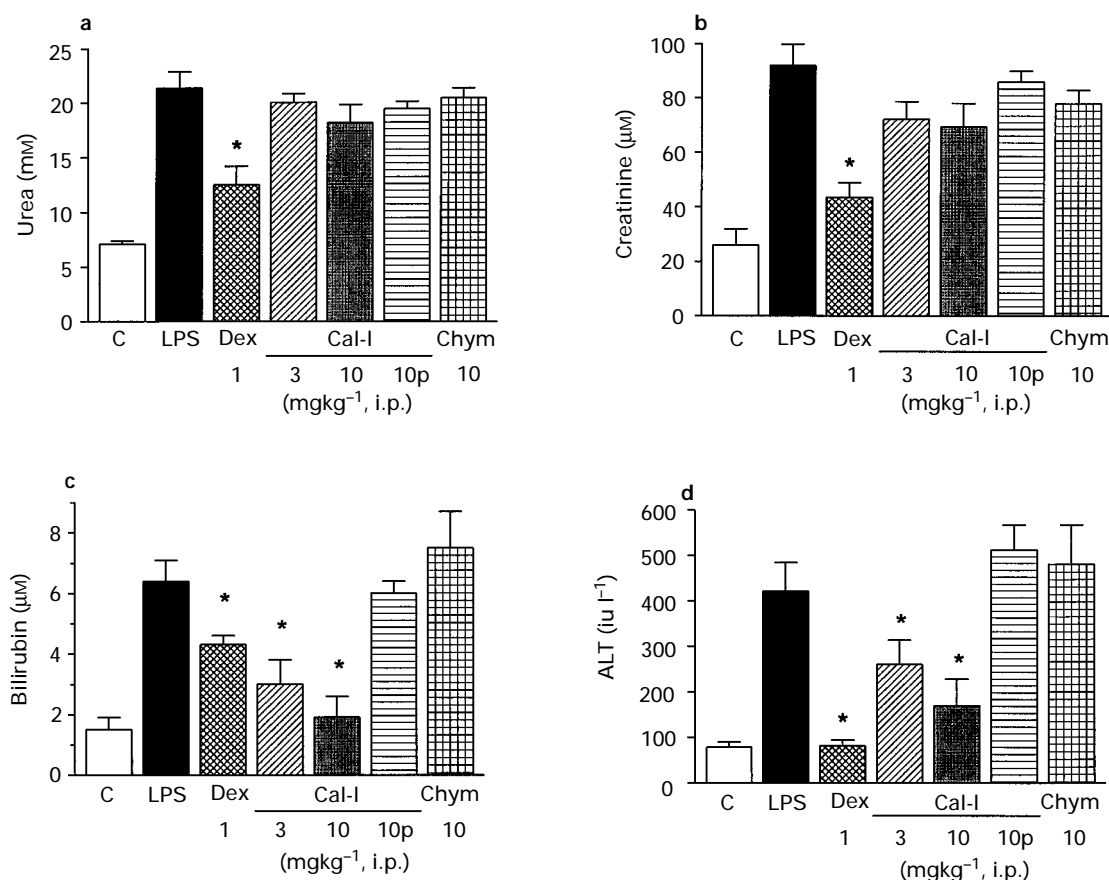 a
Urea (mM)
25
20
15
10
5
0
*
C LPS Dex Cal-I Chym
1 3 10 10p 10
(mgkg⁻¹, i.p.)
b
Creatinine (μM)
100
80
60
40
20
0
*
C LPS Dex Cal-I Chym
1 3 10 10p 10
(mgkg⁻¹, i.p.)
c
Bilirubin (μM)
8
6
4
2
0
* * *
C LPS Dex Cal-I Chym
1 3 10 10p 10
(mgkg⁻¹, i.p.)
d
ALT (iu l⁻¹)
600
500
400
300
200
100
0
* * *
C LPS Dex Cal-I Chym
1 3 10 10p 10
(mgkg⁻¹, i.p.)